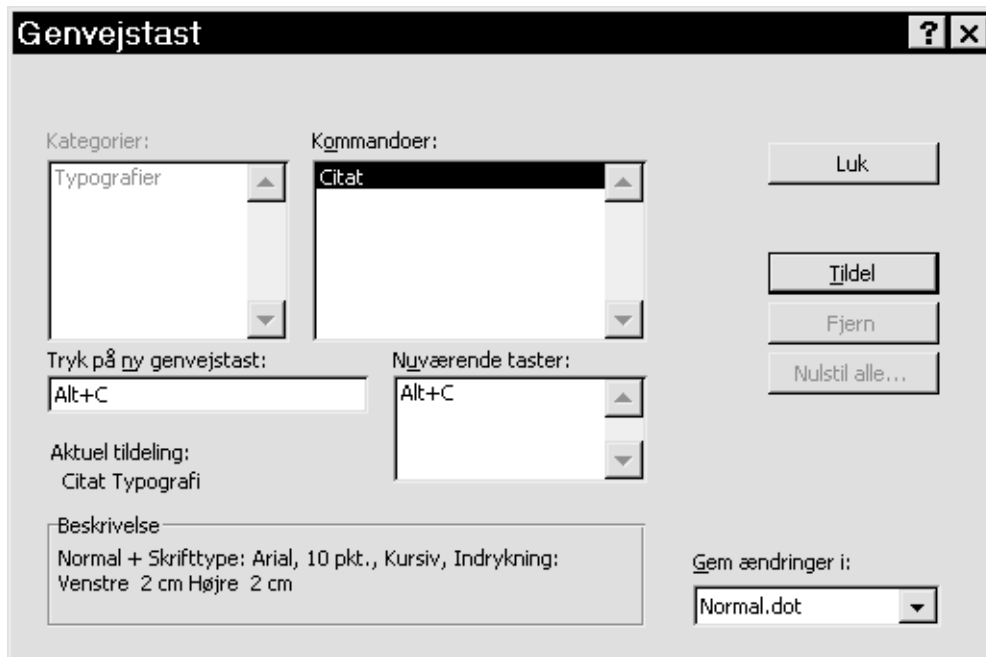 Genvejstast
Kategorier:
Typografier
Kommandoer:
Citat
Luk
Tildel
Fjern
Nulstil alle...
Tryk på ny genvejstast:
Alt+C
Nuværende taster:
Alt+C
Aktuel tildeling:
Citat Typografi
Beskrivelse
Normal + Skrifttype: Arial, 10 pkt., Kursiv, Indrykning:
Venstre 2 cm Højre 2 cm
Gem ændringer i:
Normal.dot